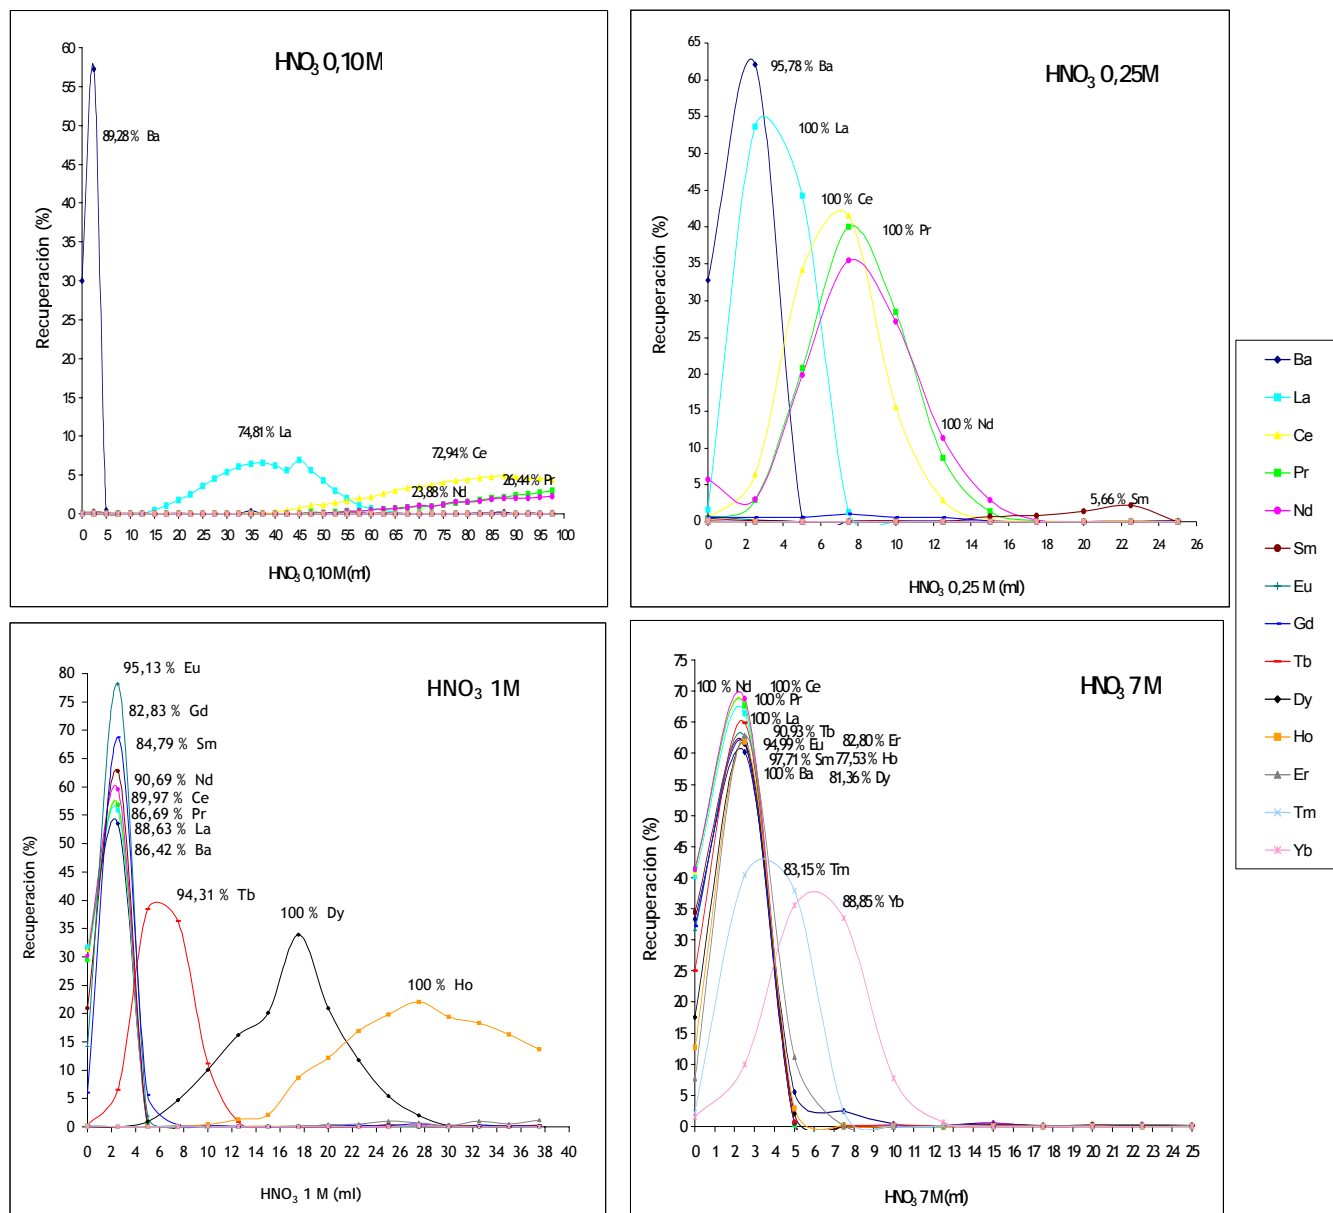 HNO₃ 0,10M
89,28 % Ba
74,81 % La
72,94 % Ce
23,88 % Nd
26,44 % Pr
Recuperación (%)
60
55
50
45
40
35
30
25
20
15
10
5
0
0 5 10 15 20 25 30 35 40 45 50 55 60 65 70 75 80 85 90 95 100
HNO₃ 0,10M (ml)
HNO₃ 0,25M
95,78 % Ba
100 % La
100 % Ce
100 % Pr
100 % Nd
5,66 % Sm
Recuperación (%)
65
60
55
50
45
40
35
30
25
20
15
10
5
0
0 2 4 6 8 10 12 14 16 18 20 22 24 26
HNO₃ 0,25 M (ml)
Ba
La
Ce
Pr
Nd
Sm
Eu
Gd
Tb
Dy
Ho
Er
Tm
Yb
HNO₃ 1M
95,13 % Eu
82,83 % Gd
84,79 % Sm
90,69 % Nd
89,97 % Ce
86,69 % Pr
88,63 % La
86,42 % Ba
94,31 % Tb
100 % Dy
100 % Ho
Recuperación (%)
80
75
70
65
60
55
50
45
40
35
30
25
20
15
10
5
0
0 2 4 6 8 10 12 14 16 18 20 22 24 26 28 30 32 34 36 38 40
HNO₃ 1 M (ml)
HNO₃ 7M
100 % Nd 100 % Ce
100% Pr
100 % La
90,93 % Tb 82,80 % Er
94,99 % Eu
97,71 % Sm 77,53 % Ho
100 % Ba 81,36 % Dy
83,15 % Tm
88,85 % Yb
Recuperación (%)
75
70
65
60
55
50
45
40
35
30
25
20
15
10
5
0
0 1 2 3 4 5 6 7 8 9 10 11 12 13 14 15 16 17 18 19 20 21 22 23 24 25
HNO₃ 7 M (ml)